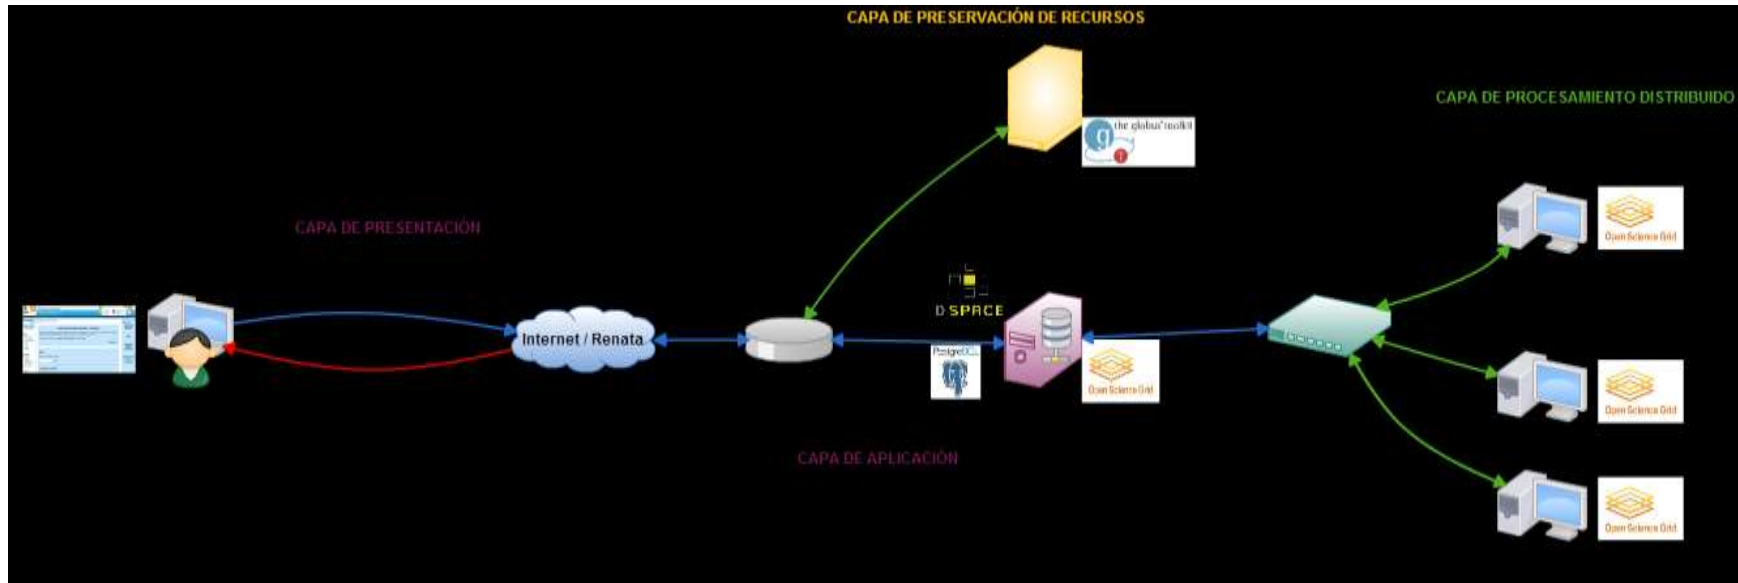 CAPA DE PRESERVACIÓN DE RECURSOS
the globus toolkit
CAPA DE PROCESAMIENTO DISTRIBUIDO
CAPA DE PRESENTACIÓN
Open Science Grid
D SPACE
Internet / Renata
PostgreSQL
Open Science Grid
Open Science Grid
CAPA DE APLICACIÓN
Open Science Grid